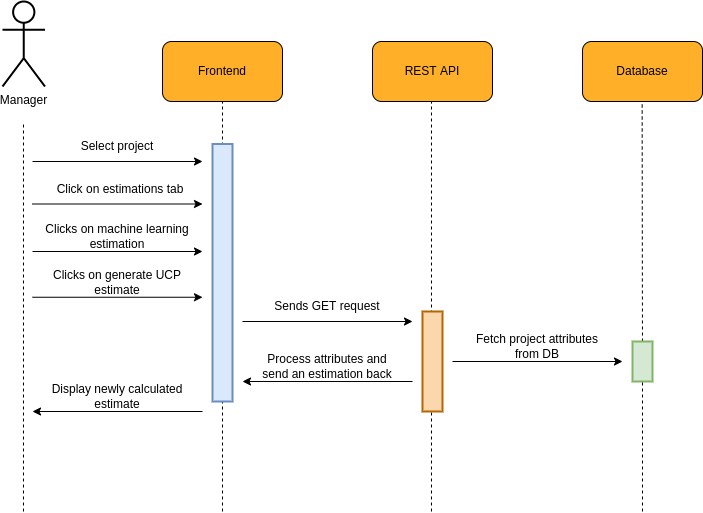 Manager
Frontend
REST API
Database
Select project
Click on estimations tab
Clicks on machine learning
estimation
Clicks on generate UCP
estimate
Sends GET request
Fetch project attributes
from DB
Process attributes and
send an estimation back
Display newly calculated
estimate